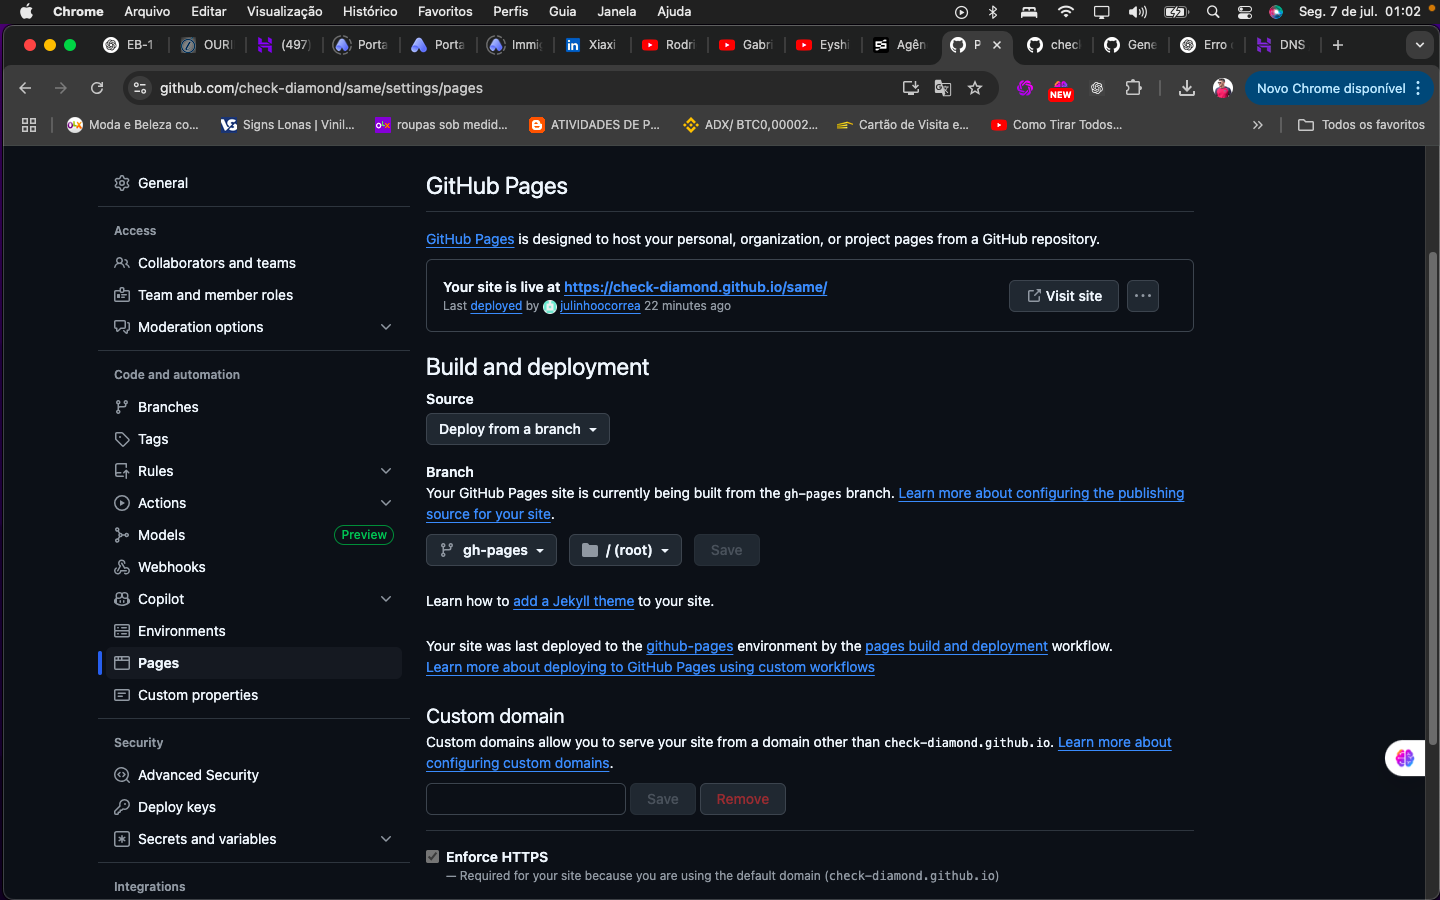 Chrome Arquivo Editar Visualização Histórico Favoritos Perfis Guia Janela Ajuda Seg. 7 de jul. 01:02
EB-1 OURI (497) Porta Porta Immig Xiaxi Rodri Gabri Eyshi Agên P check Gene Erro DNS
github.com/check-diamond/same/settings/pages NEW Novo Chrome disponível
Moda e Beleza co... Signs Lonas | Vinil... roupas sob medid... ATIVIDADES DE P... ADX/ BTC0,00002... Cartão de Visita e... Como Tirar Todos... Todos os favoritos
General
Access
Collaborators and teams
Team and member roles
Moderation options
Code and automation
Branches
Tags
Rules
Actions
Models Preview
Webhooks
Copilot
Environments
Pages
Custom properties
Security
Advanced Security
Deploy keys
Secrets and variables
Integrations
GitHub Pages
GitHub Pages is designed to host your personal, organization, or project pages from a GitHub repository.
Your site is live at https://check-diamond.github.io/same/
Last deployed by julinhoocorrea 22 minutes ago
Visit site
Build and deployment
Source
Deploy from a branch
Branch
Your GitHub Pages site is currently being built from the gh-pages branch. Learn more about configuring the publishing
source for your site.
gh-pages / (root) Save
Learn how to add a Jekyll theme to your site.
Your site was last deployed to the github-pages environment by the pages build and deployment workflow.
Learn more about deploying to GitHub Pages using custom workflows
Custom domain
Custom domains allow you to serve your site from a domain other than check-diamond.github.io. Learn more about
configuring custom domains.
Save Remove
Enforce HTTPS
— Required for your site because you are using the default domain (check-diamond.github.io)